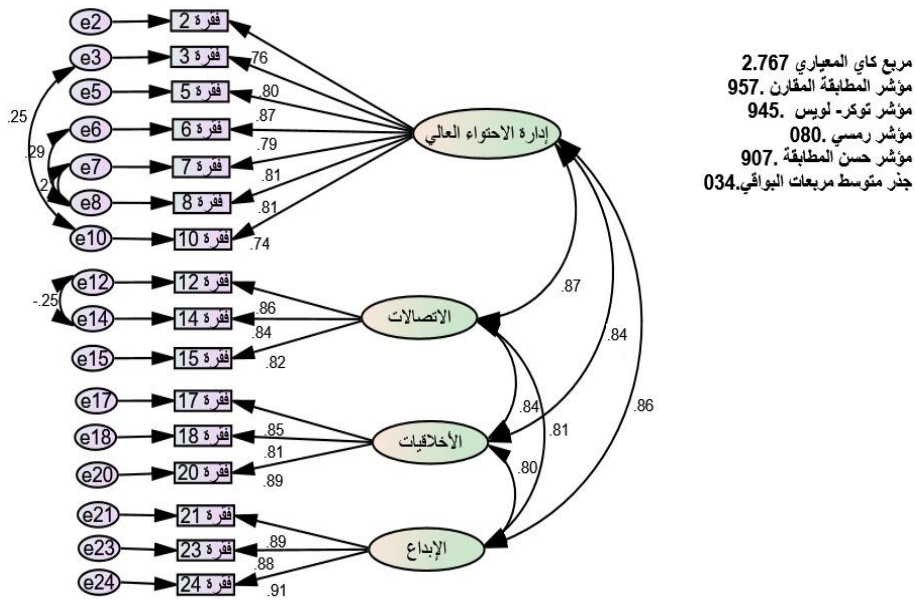 e2
فقرة 2
e3
فقرة 3
.76
e5
فقرة 5
.80
e6
فقرة 6
.87
e7
فقرة 7
.79
e8
فقرة 8
.81
e10
فقرة 10
.81
.74
.25
.29
إدارة الاحتواء العالي
e12
فقرة 12
e14
فقرة 14
.86
e15
فقرة 15
.84
.82
-.25
الاتصالات
e17
فقرة 17
e18
فقرة 18
.85
e20
فقرة 20
.81
.89
الأخلاقيات
e21
فقرة 21
e23
فقرة 23
.89
e24
فقرة 24
.88
.91
الإبداع
.87
.84
.86
.84
.81
.80
مربع كاي المعياري 2.767
مؤشر المطابقة المقارن .957
مؤشر توكر- لويس .945
مؤشر رمسي .080
مؤشر حسن المطابقة .907
جذر متوسط مربعات البواقي.034